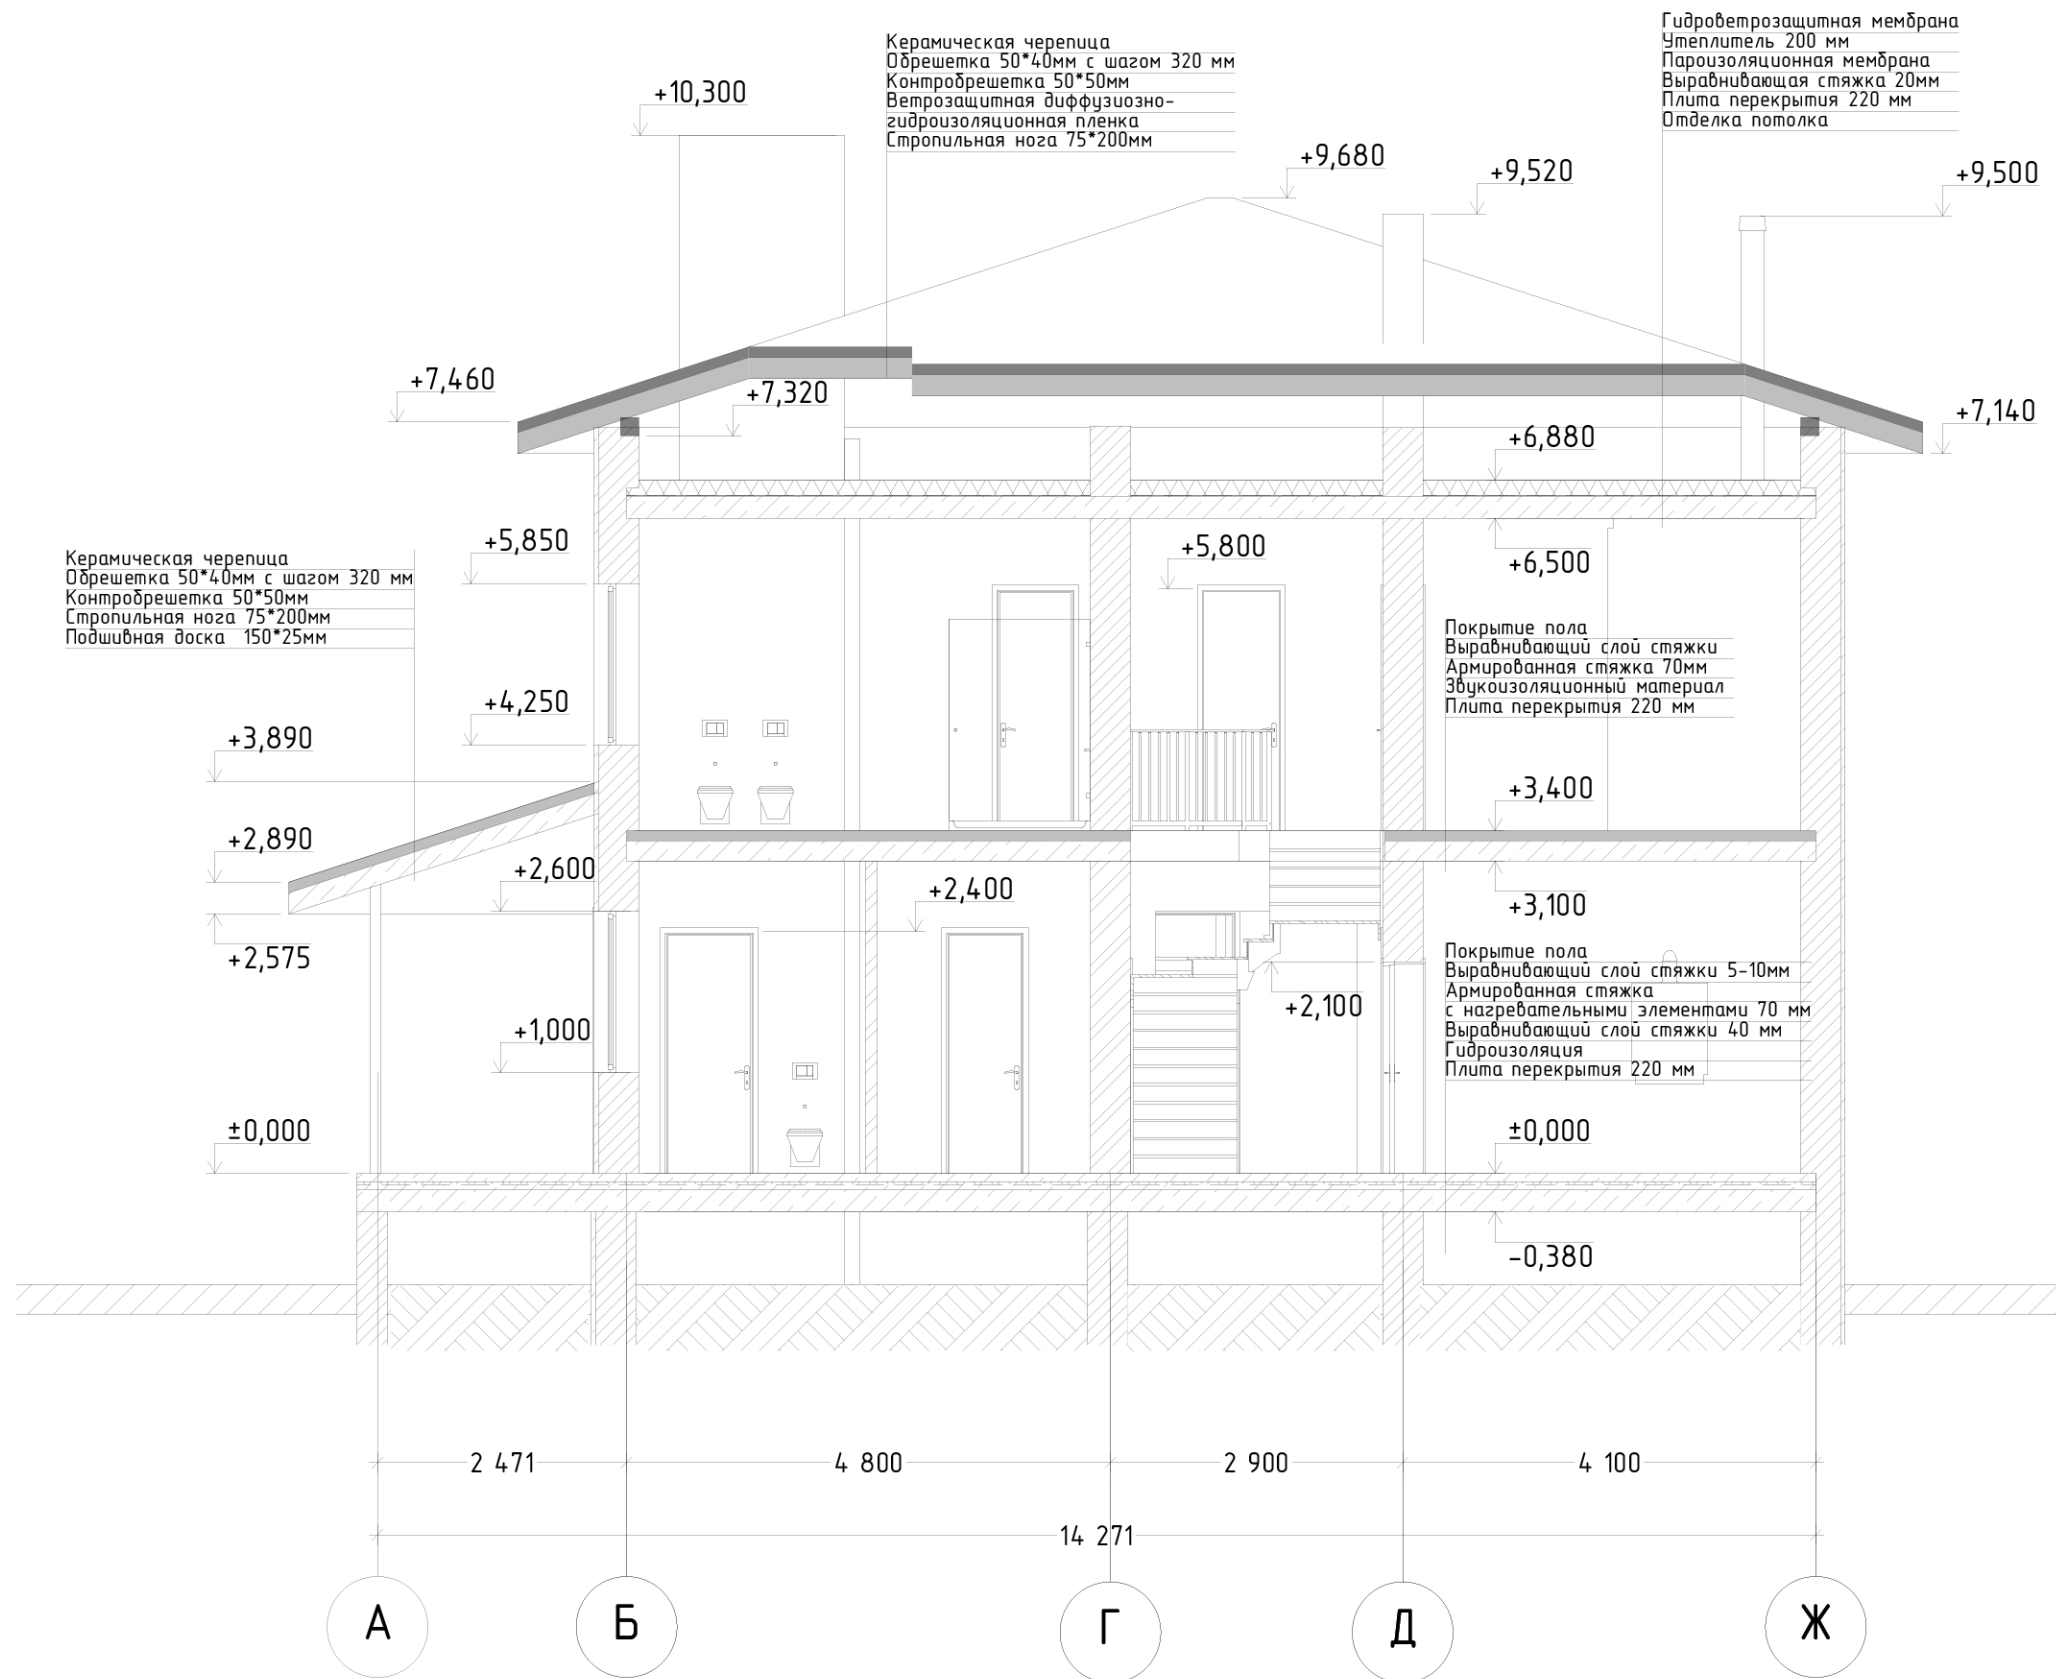 Гидроветрозащитная мембрана
Утеплитель 200 мм
Пароизоляционная мембрана
Выравнивающая стяжка 20мм
Плита перекрытия 220 мм
Отделка потолка
Керамическая черепица
Обрешетка 50*40мм с шагом 320 мм
Контробрешетка 50*50мм
Ветрозащитная диффузиозно-
гидроизоляционная пленка
Стропильная нога 75*200мм
+10,300
+9,680
+9,520
+9,500
+7,460
+7,320
+7,140
+6,880
+5,850
+5,800
+6,500
Керамическая черепица
Обрешетка 50*40мм с шагом 320 мм
Контробрешетка 50*50мм
Стропильная нога 75*200мм
Подшивная доска 150*25мм
Покрытие пола
Выравнивающий слой стяжки
Армированная стяжка 70мм
Звукоизоляционный материал
Плита перекрытия 220 мм
+4,250
+3,890
+3,400
+2,890
+2,600
+2,400
+3,100
+2,575
+2,100
+1,000
Покрытие пола
Выравнивающий слой стяжки 5-10мм
Армированная стяжка
с нагревательными элементами 70 мм
Выравнивающий слой стяжки 40 мм
Гидроизоляция
Плита перекрытия 220 мм
±0,000
±0,000
-0,380
2 471
4 800
2 900
4 100
14 271
А
Б
Г
Д
Ж